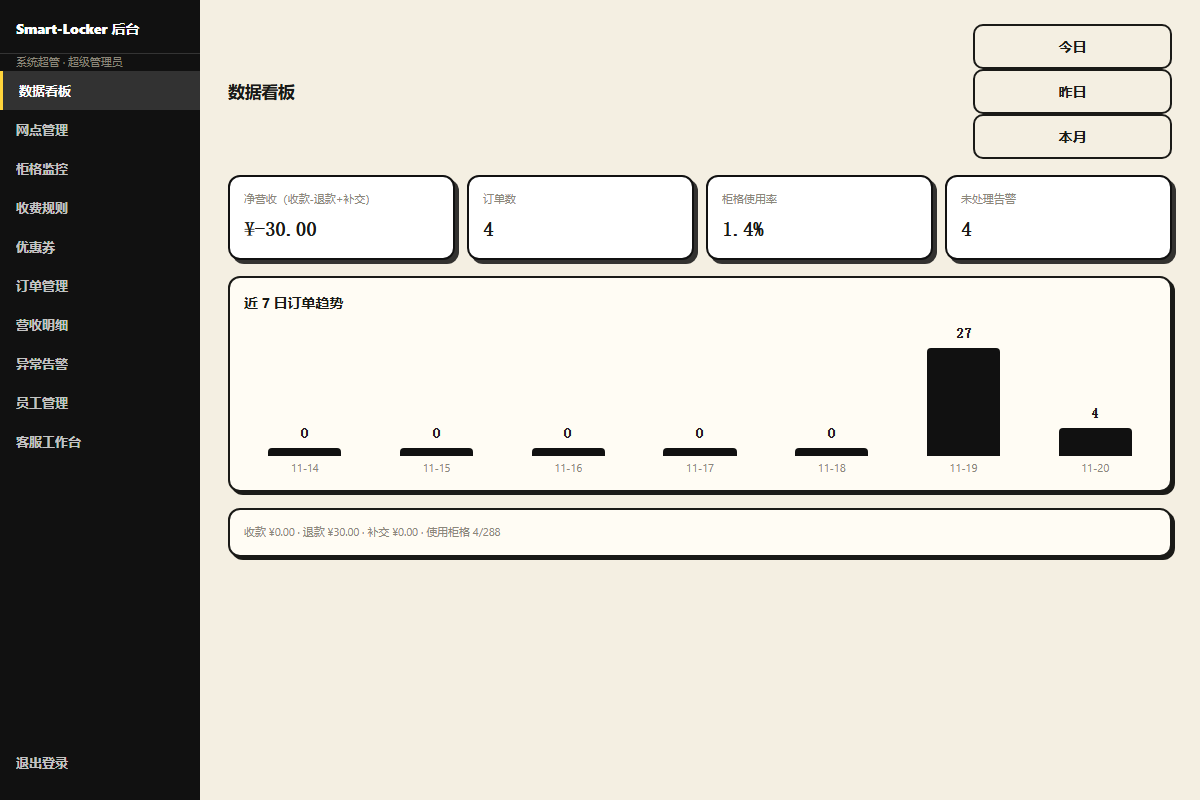 Smart-Locker 后台
系统超管 · 超级管理员
数据看板
网点管理
柜格监控
收费规则
优惠券
订单管理
营收明细
异常告警
员工管理
客服工作台
退出登录
数据看板
今日
昨日
本月
净营收（收款-退款+补交）
¥-30.00
订单数
4
柜格使用率
1.4%
未处理告警
4
近 7 日订单趋势
0
0
0
0
0
27
4
11-14
11-15
11-16
11-17
11-18
11-19
11-20
收款 ¥0.00 · 退款 ¥30.00 · 补交 ¥0.00 · 使用柜格 4/288